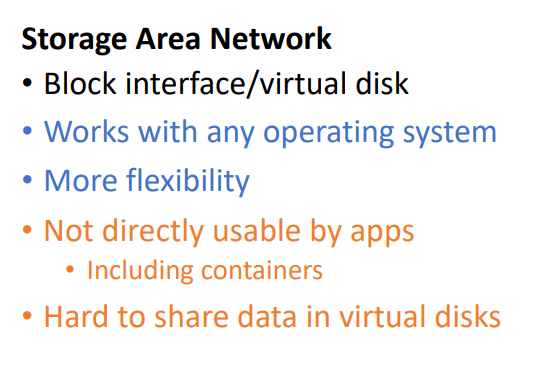 Storage Area Network
• Block interface/virtual disk
• Works with any operating system
• More flexibility
• Not directly usable by apps
• Including containers
• Hard to share data in virtual disks